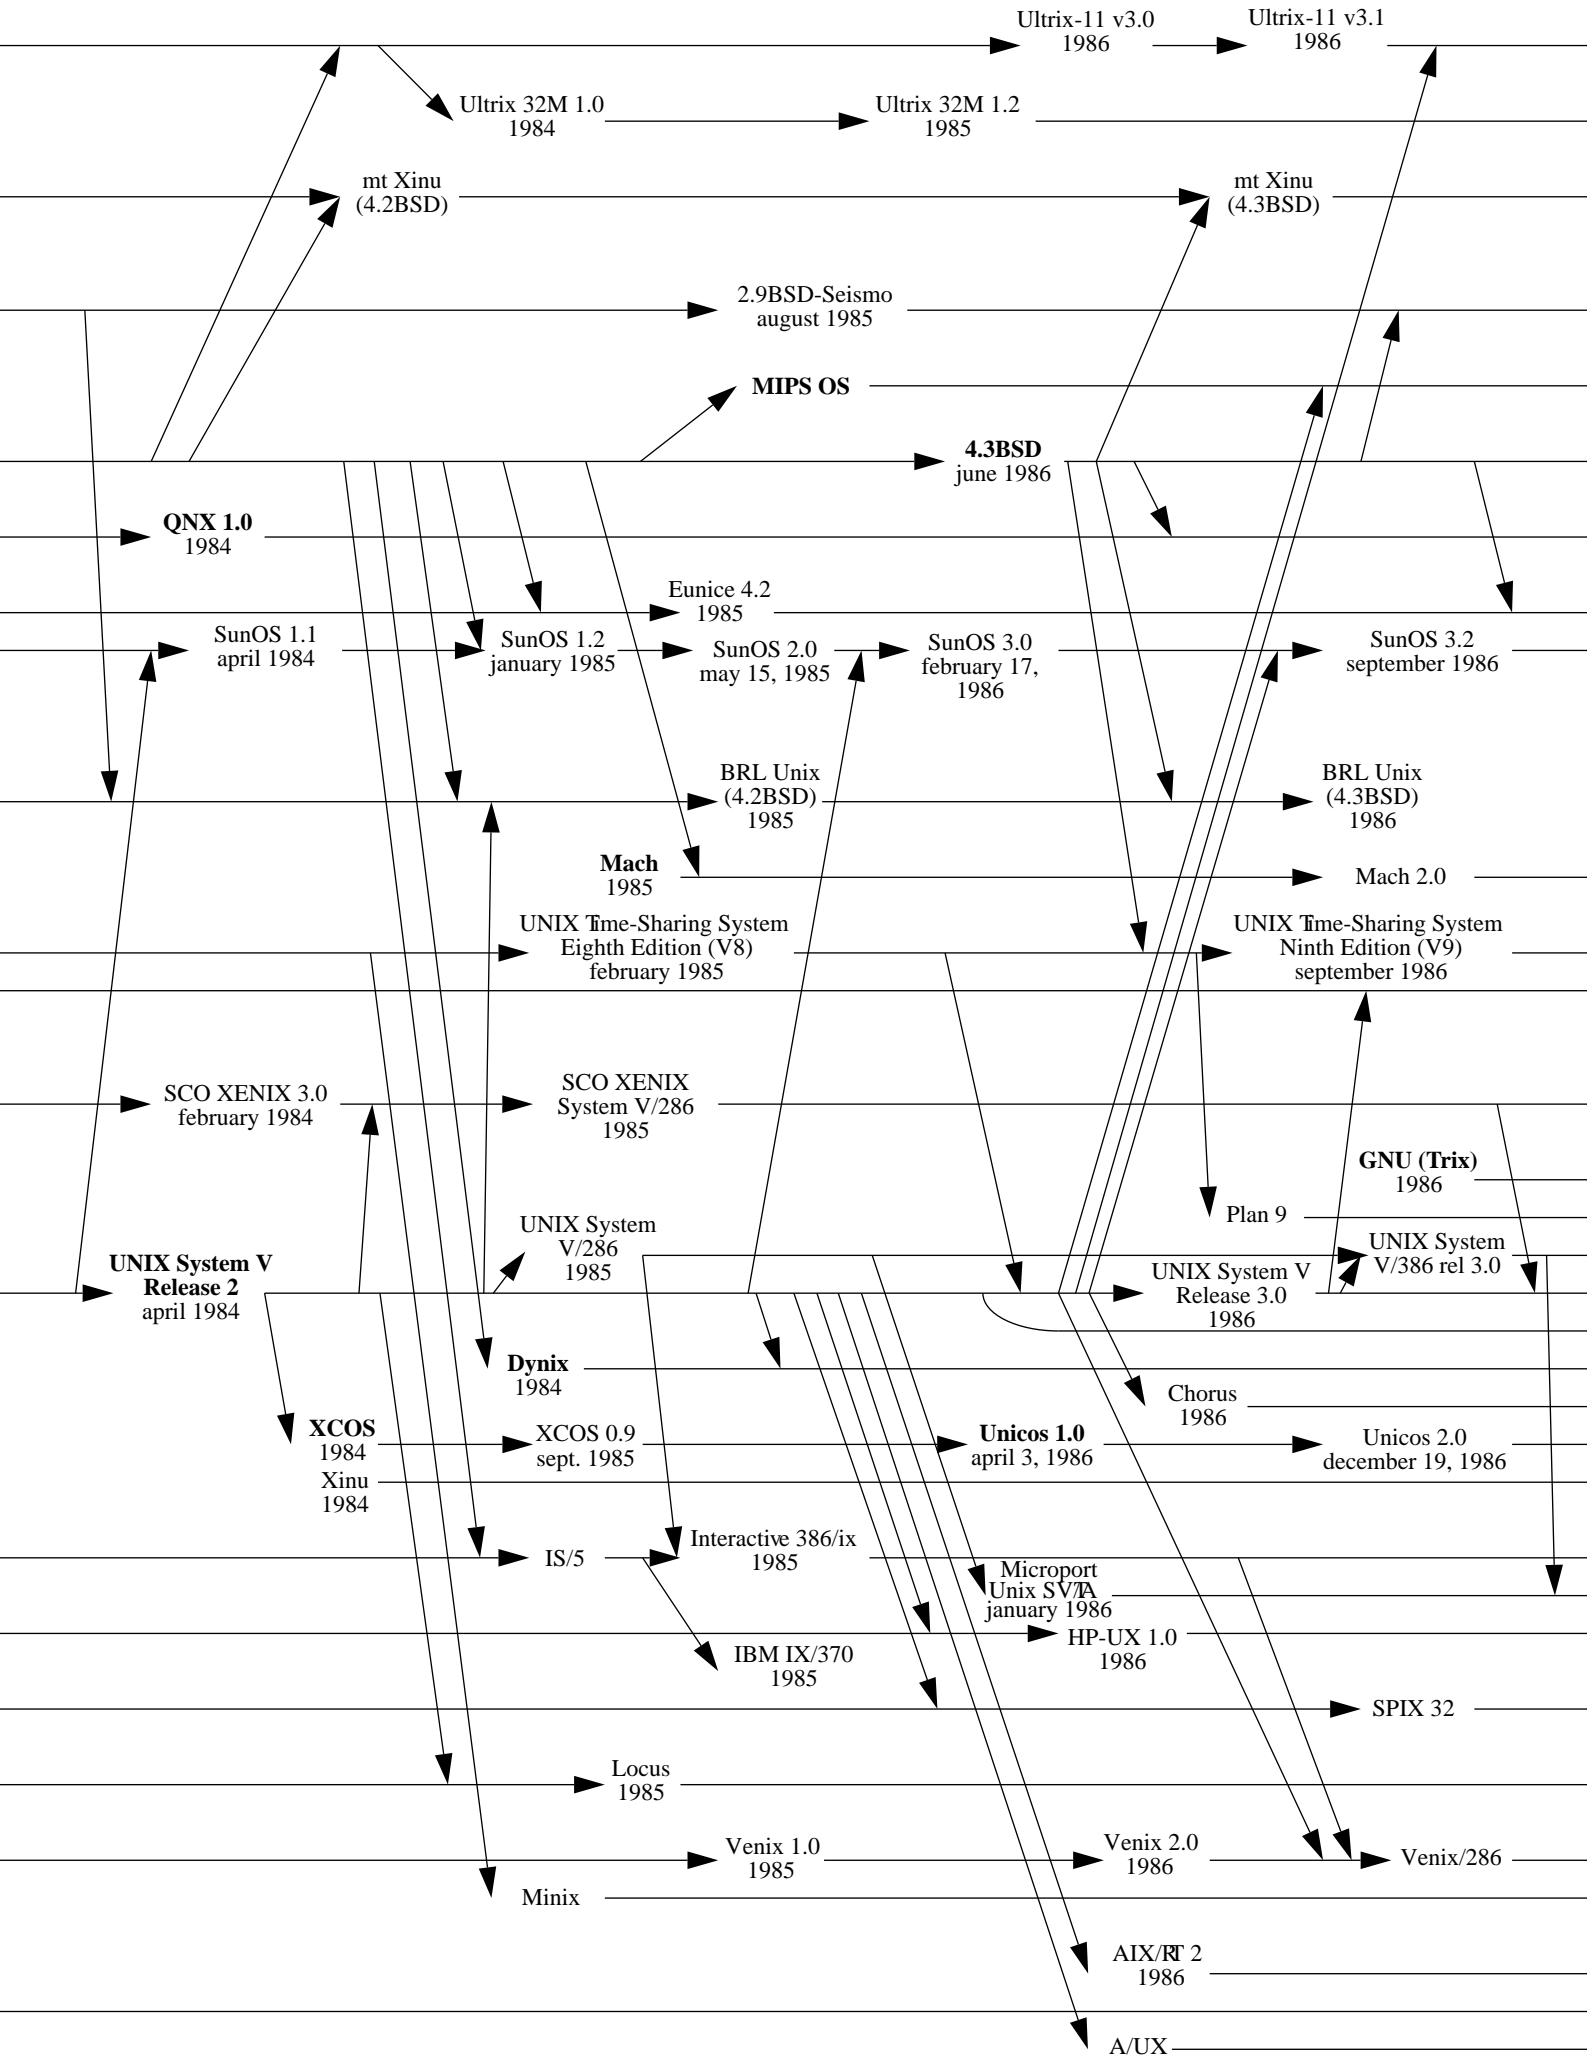 Ultrix-11 v3.0
1986
Ultrix-11 v3.1
1986
Ultrix 32M 1.0
1984
Ultrix 32M 1.2
1985
mt Xinu
(4.2BSD)
mt Xinu
(4.3BSD)
2.9BSD-Seismo
august 1985
MIPS OS
4.3BSD
june 1986
QNX 1.0
1984
Eunice 4.2
1985
SunOS 1.1
april 1984
SunOS 1.2
january 1985
SunOS 2.0
may 15, 1985
SunOS 3.0
february 17,
1986
SunOS 3.2
september 1986
BRL Unix
(4.2BSD)
1985
BRL Unix
(4.3BSD)
1986
Mach
1985
Mach 2.0
UNIX Time-Sharing System
Eighth Edition (V8)
february 1985
UNIX Time-Sharing System
Ninth Edition (V9)
september 1986
SCO XENIX 3.0
february 1984
SCO XENIX
System V/286
1985
GNU (Trix)
1986
Plan 9
UNIX System
V/286
1985
UNIX System
V/386 rel 3.0
UNIX System V
Release 2
april 1984
UNIX System V
Release 3.0
1986
Dynix
1984
Chorus
1986
XCOS
1984
XCOS 0.9
sept. 1985
Unicos 1.0
april 3, 1986
Unicos 2.0
december 19, 1986
Xinu
1984
IS/5
Interactive 386/ix
1985
Microport
Unix SV/TA
january 1986
HP-UX 1.0
1986
IBM IX/370
1985
SPIX 32
Locus
1985
Venix 1.0
1985
Venix 2.0
1986
Venix/286
Minix
AIX/RT 2
1986
A/UX